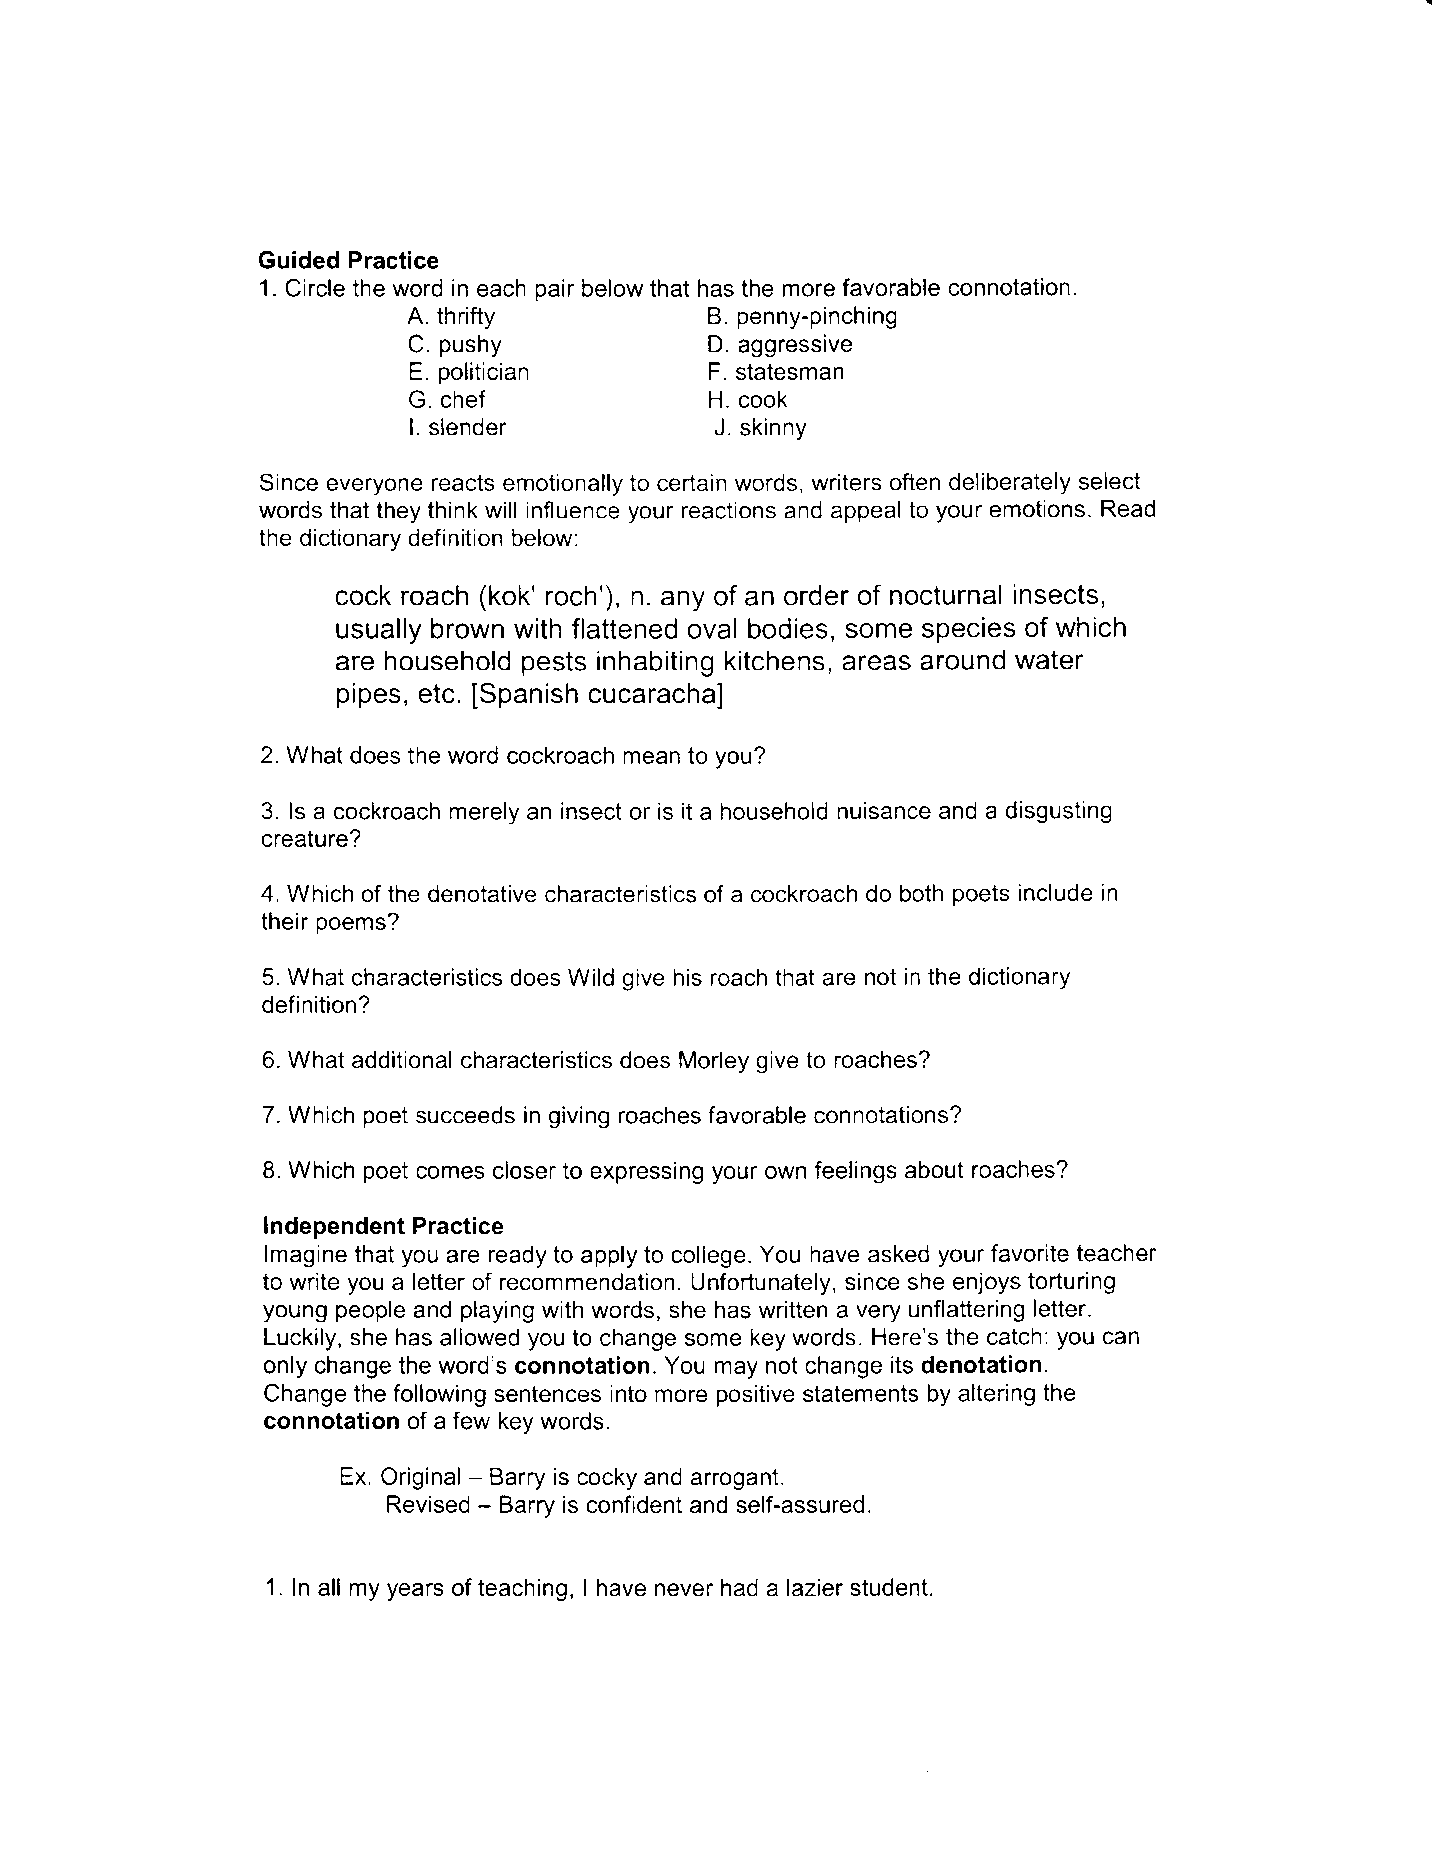 Guided Practice
1. Circle the word in each pair below that has the more favorable connotation.
A. thrifty B. penny-pinching
C. pushy D. aggressive
E. politician F. statesman
G. chef H. cook
I. slender J. skinny
Since everyone reacts emotionally to certain words, writers often deliberately select
words that they think will influence your reactions and appeal to your emotions. Read
the dictionary definition below:
cock roach (kok' roch'), n. any of an order of nocturnal insects,
usually brown with flattened oval bodies, some species of which
are household pests inhabiting kitchens, areas around water
pipes, etc. [Spanish cucaracha]
2. What does the word cockroach mean to you?
3. Is a cockroach merely an insect or is it a household nuisance and a disgusting
creature?
4. Which of the denotative characteristics of a cockroach do both poets include in
their poems?
5. What characteristics does Wild give his roach that are not in the dictionary
definition?
6. What additional characteristics does Morley give to roaches?
7. Which poet succeeds in giving roaches favorable connotations?
8. Which poet comes closer to expressing your own feelings about roaches?
Independent Practice
Imagine that you are ready to apply to college. You have asked your favorite teacher
to write you a letter of recommendation. Unfortunately, since she enjoys torturing
young people and playing with words, she has written a very unflattering letter.
Luckily, she has allowed you to change some key words. Here's the catch: you can
only change the word's connotation. You may not change its denotation.
Change the following sentences into more positive statements by altering the
connotation of a few key words.
Ex. Original – Barry is cocky and arrogant.
Revised – Barry is confident and self-assured.
1. In all my years of teaching, I have never had a lazier student.